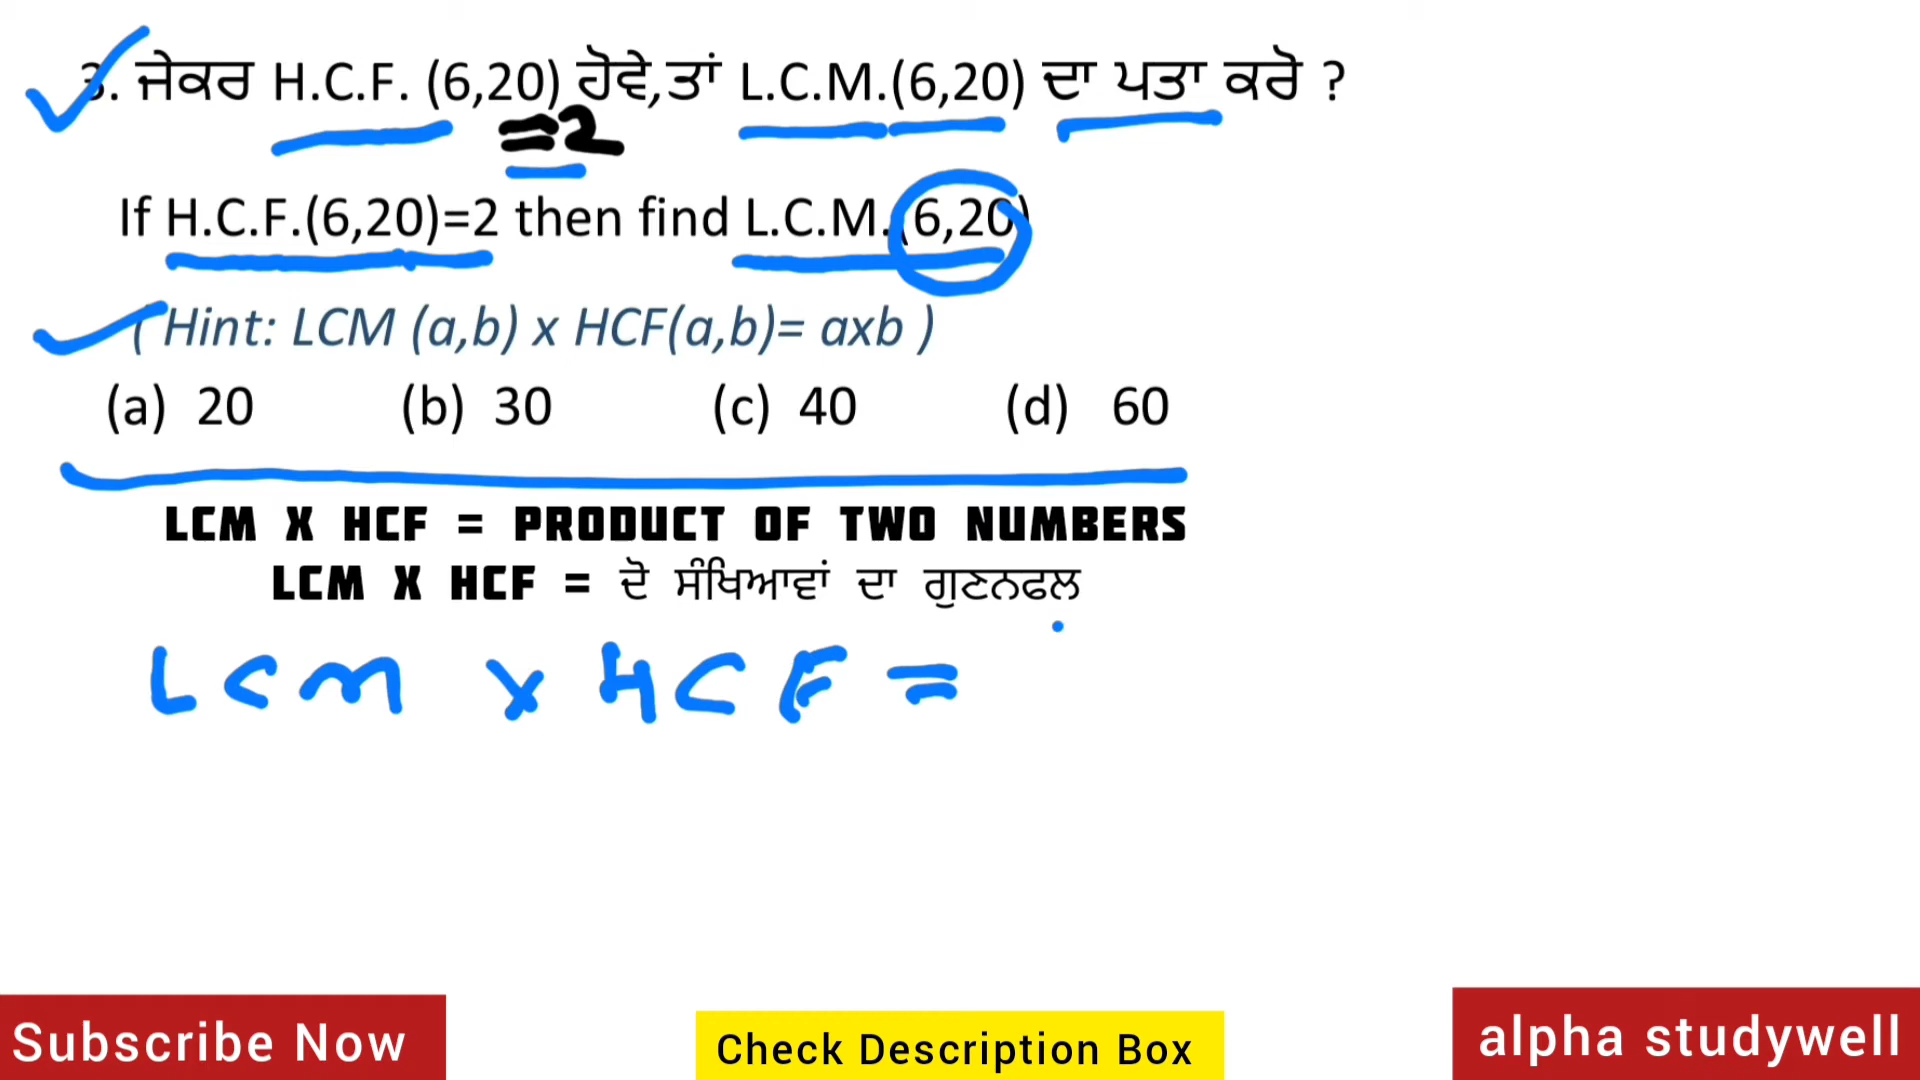 3. ਜੇਕਰ H.C.F. (6,20) ਹੋਵੇ,ਤਾਂ L.C.M.(6,20) ਦਾ ਪਤਾ ਕਰੋ ?
=2
If H.C.F.(6,20)=2 then find L.C.M.(6,20)
( Hint: LCM (a,b) x HCF(a,b)= axb )
(a) 20 (b) 30 (c) 40 (d) 60
LCM X HCF = PRODUCT OF TWO NUMBERS
LCM X HCF = ਦੋ ਸੰਖਿਆਵਾਂ ਦਾ ਗੁਣਨਫਲ
LCM x HCF =
Subscribe Now
Check Description Box
alpha studywell